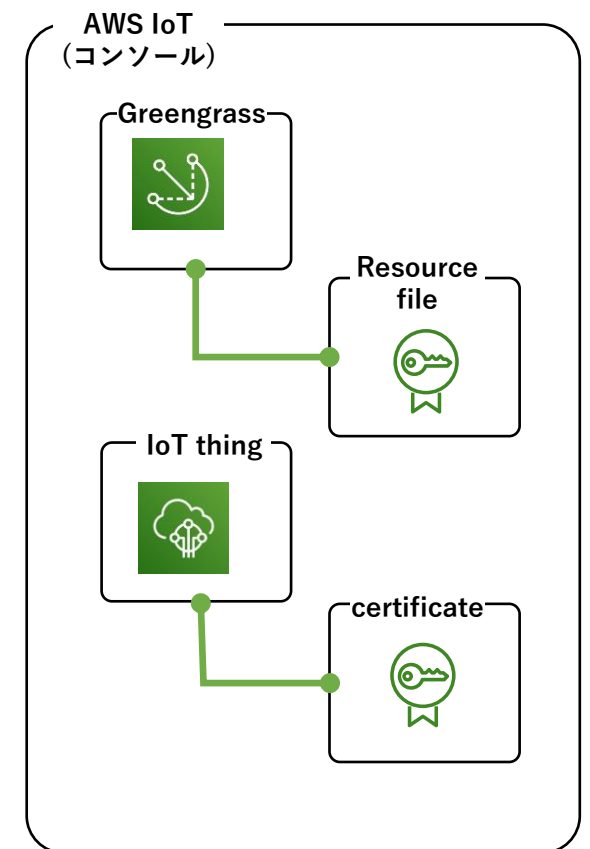 AWS IoT
(コンソール)
Greengrass
Resource
file
IoT thing
certificate